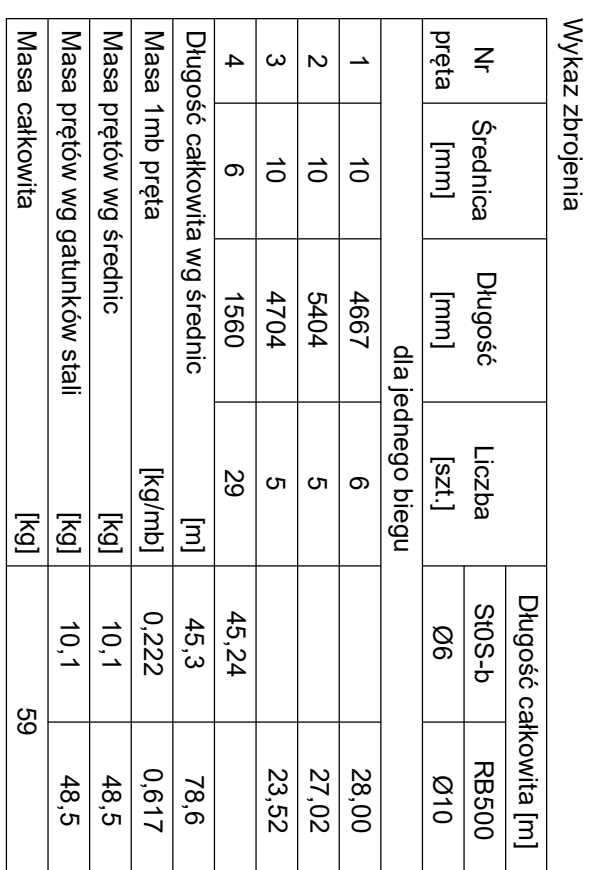 Wykaz zbrojenia
Nr pręta Średnica [mm] Długość [mm] Liczba [szt.] Długość całkowita [m]
St0S-b RB500
Ø6 Ø10
dla jednego biegu
1 10 4667 6 28,00
2 10 5404 5 27,02
3 10 4704 5 23,52
4 6 1560 29 45,24
Długość całkowita wg średnic [m] 45,3 78,6
Masa 1mb pręta [kg/mb] 0,222 0,617
Masa prętów wg średnic [kg] 10,1 48,5
Masa prętów wg gatunków stali [kg] 10,1 48,5
Masa całkowita [kg] 59